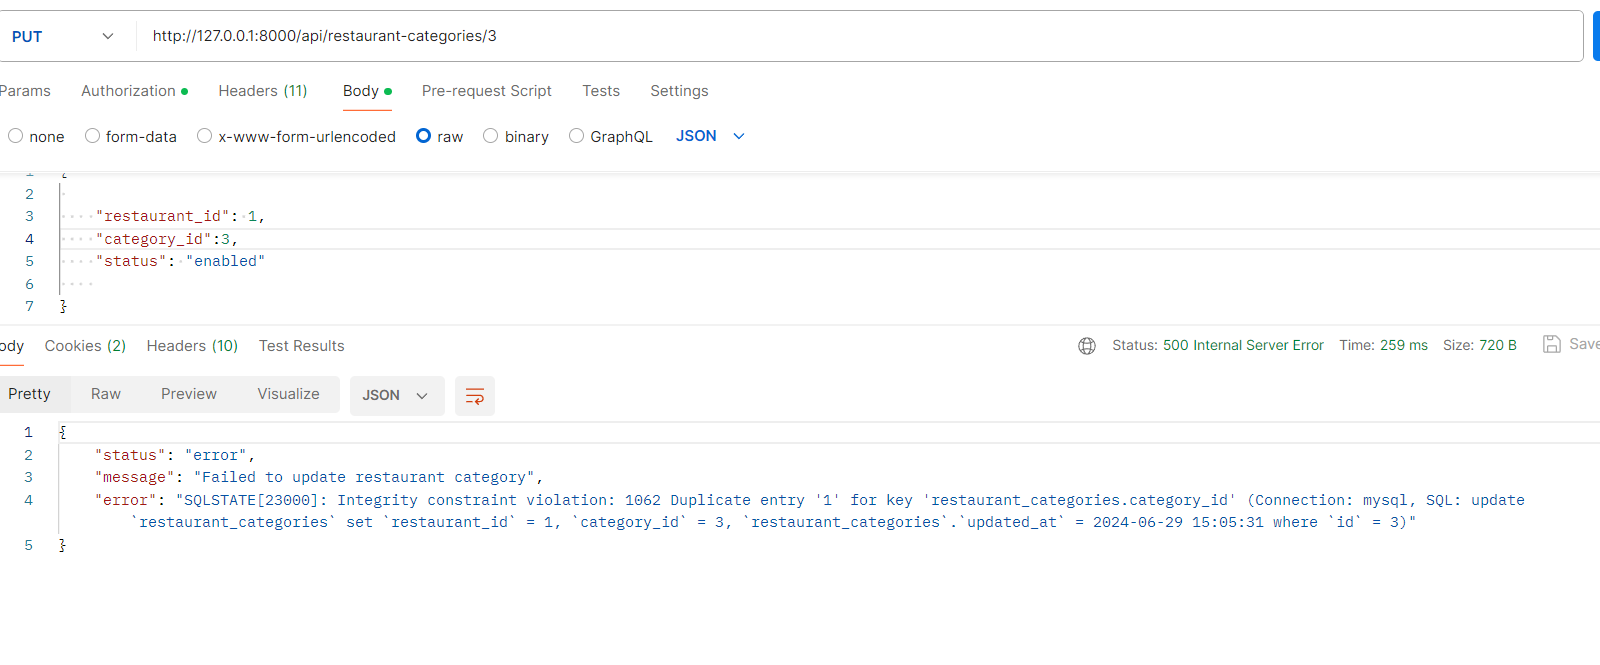 PUT http://127.0.0.1:8000/api/restaurant-categories/3
Params Authorization Headers (11) Body Pre-request Script Tests Settings
none form-data x-www-form-urlencoded raw binary GraphQL JSON
1 {
2
3 "restaurant_id": 1,
4 "category_id":3,
5 "status": "enabled"
6
7 }
ody Cookies (2) Headers (10) Test Results Status: 500 Internal Server Error Time: 259 ms Size: 720 B Save
Pretty Raw Preview Visualize JSON
1 {
2 "status": "error",
3 "message": "Failed to update restaurant category",
4 "error": "SQLSTATE[23000]: Integrity constraint violation: 1062 Duplicate entry '1' for key 'restaurant_categories.category_id' (Connection: mysql, SQL: update
`restaurant_categories` set `restaurant_id` = 1, `category_id` = 3, `restaurant_categories`.`updated_at` = 2024-06-29 15:05:31 where `id` = 3)"
5 }